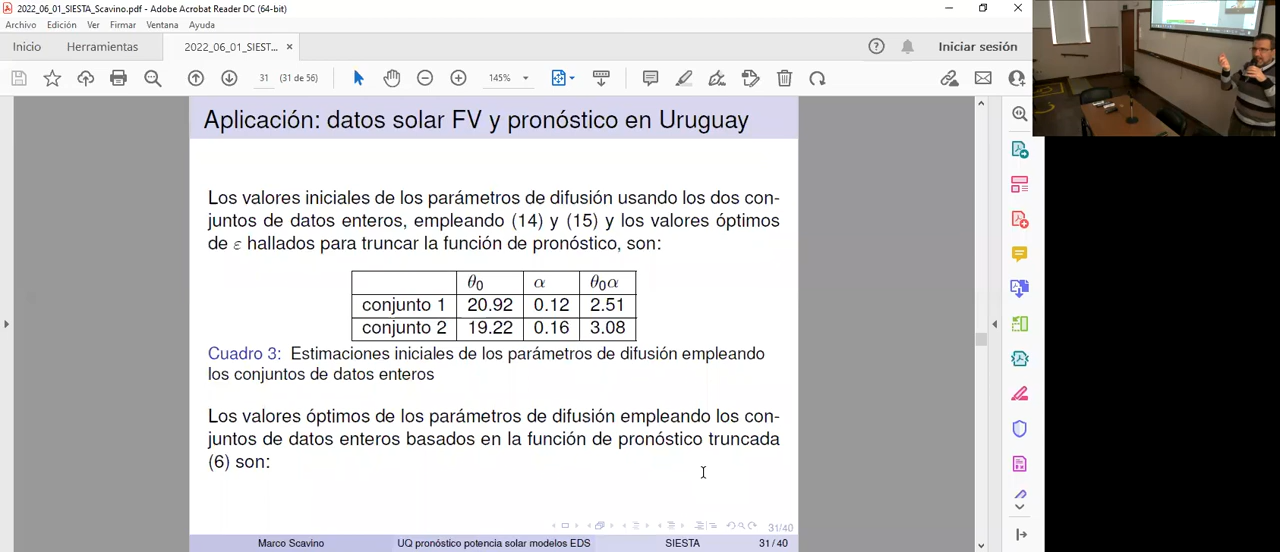 2022_06_01_SIESTA_Scavino.pdf - Adobe Acrobat Reader DC (64-bit)
Archivo Edición Ver Firmar Ventana Ayuda
Inicio Herramientas 2022_06_01_SIEST... × Iniciar sesión
31 (31 de 56) 145%
Aplicación: datos solar FV y pronóstico en Uruguay
Los valores iniciales de los parámetros de difusión usando los dos con-
juntos de datos enteros, empleando (14) y (15) y los valores óptimos
de ε hallados para truncar la función de pronóstico, son:
θ₀ α θ₀α
conjunto 1 20.92 0.12 2.51
conjunto 2 19.22 0.16 3.08
Cuadro 3: Estimaciones iniciales de los parámetros de difusión empleando
los conjuntos de datos enteros
Los valores óptimos de los parámetros de difusión empleando los con-
juntos de datos enteros basados en la función de pronóstico truncada
(6) son:
31/40
Marco Scavino UQ pronóstico potencia solar modelos EDS SIESTA 31 / 40